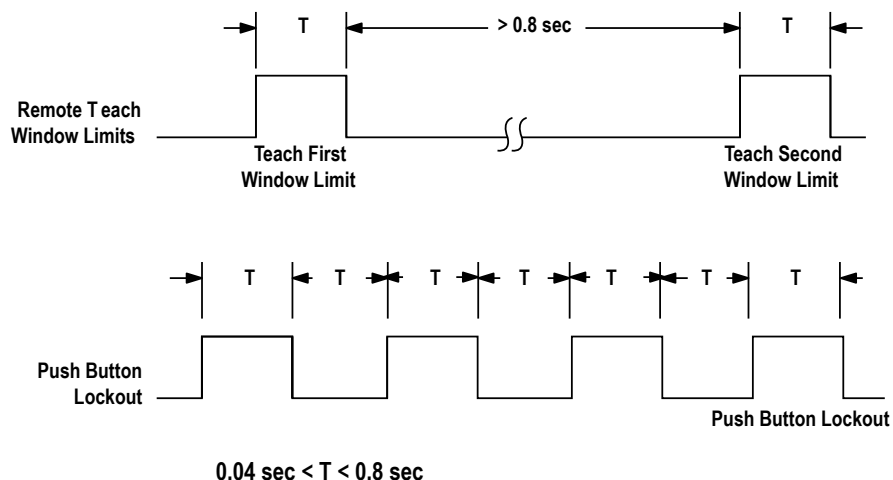 T > 0.8 sec T
Remote Teach
Window Limits
Teach First
Window Limit
Teach Second
Window Limit
T T T T T T T
Push Button
Lockout
Push Button Lockout
0.04 sec < T < 0.8 sec